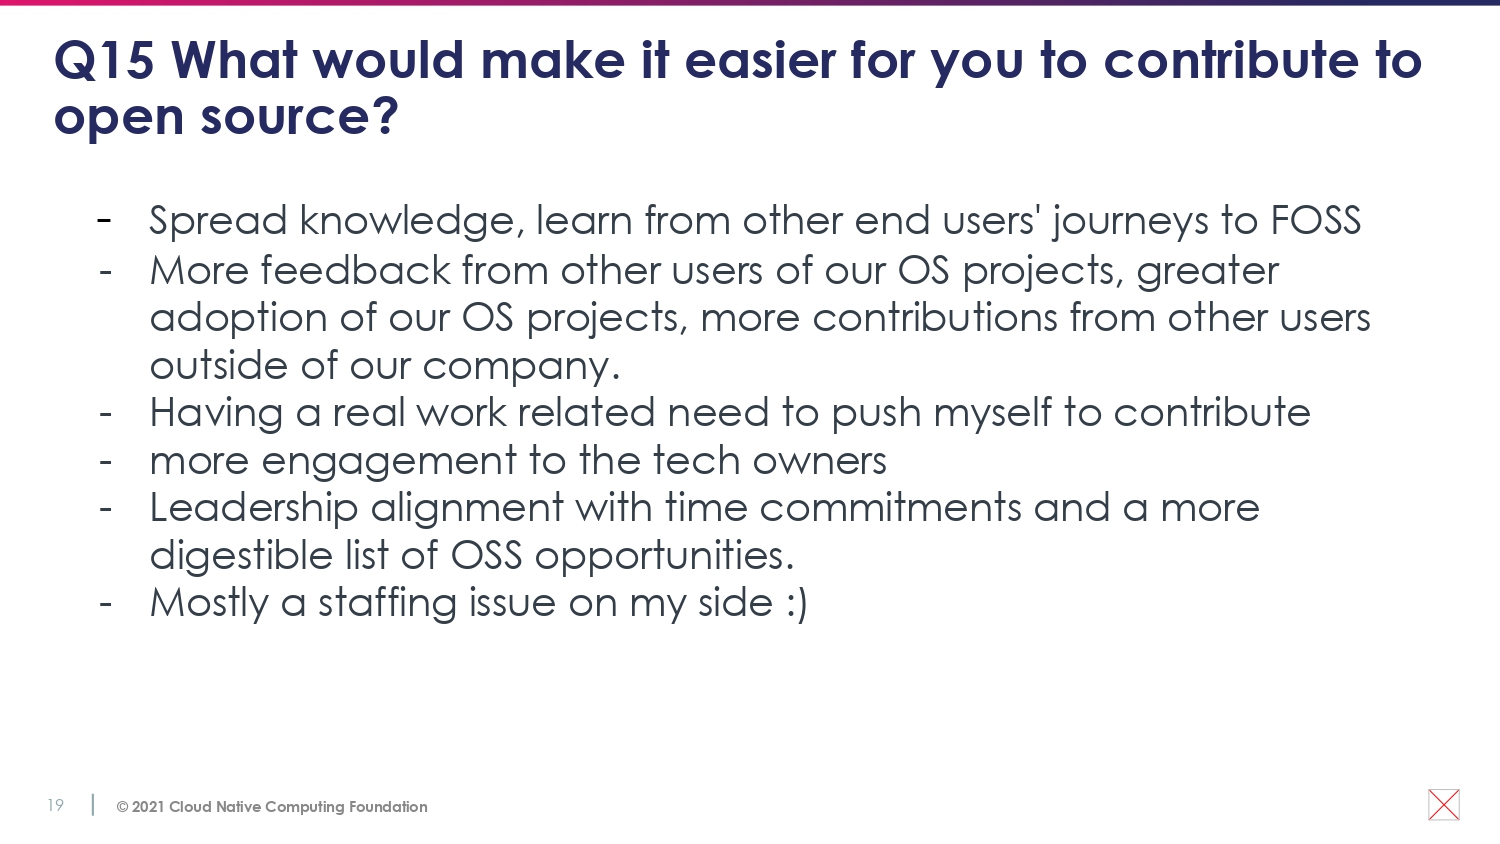 Q15 What would make it easier for you to contribute to
open source?
- Spread knowledge, learn from other end users' journeys to FOSS
- More feedback from other users of our OS projects, greater
adoption of our OS projects, more contributions from other users
outside of our company.
- Having a real work related need to push myself to contribute
- more engagement to the tech owners
- Leadership alignment with time commitments and a more
digestible list of OSS opportunities.
- Mostly a staffing issue on my side :)
19
© 2021 Cloud Native Computing Foundation